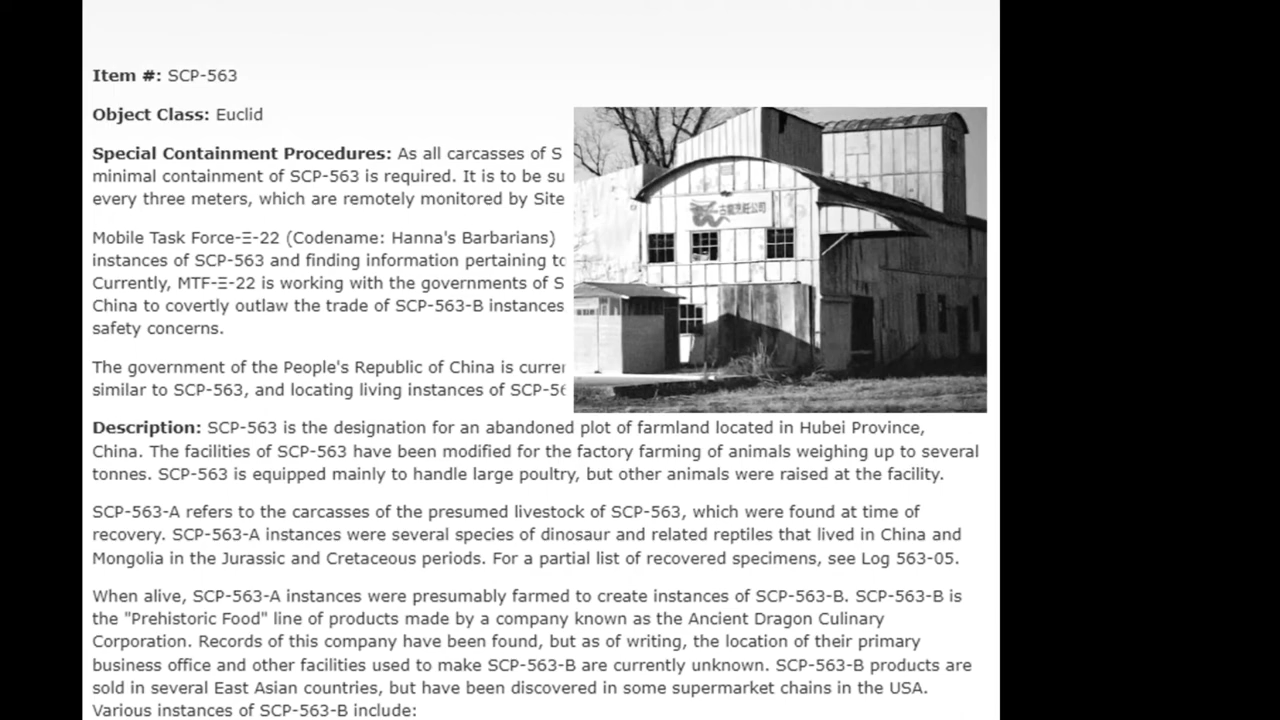 Item #: SCP-563
Object Class: Euclid
Special Containment Procedures: As all carcasses of S
minimal containment of SCP-563 is required. It is to be su
every three meters, which are remotely monitored by Site
Mobile Task Force-Ξ-22 (Codename: Hanna's Barbarians)
instances of SCP-563 and finding information pertaining to
Currently, MTF-Ξ-22 is working with the governments of S
China to covertly outlaw the trade of SCP-563-B instances
safety concerns.
The government of the People's Republic of China is currer
similar to SCP-563, and locating living instances of SCP-56
古龍烹飪公司
Description: SCP-563 is the designation for an abandoned plot of farmland located in Hubei Province,
China. The facilities of SCP-563 have been modified for the factory farming of animals weighing up to several
tonnes. SCP-563 is equipped mainly to handle large poultry, but other animals were raised at the facility.
SCP-563-A refers to the carcasses of the presumed livestock of SCP-563, which were found at time of
recovery. SCP-563-A instances were several species of dinosaur and related reptiles that lived in China and
Mongolia in the Jurassic and Cretaceous periods. For a partial list of recovered specimens, see Log 563-05.
When alive, SCP-563-A instances were presumably farmed to create instances of SCP-563-B. SCP-563-B is
the "Prehistoric Food" line of products made by a company known as the Ancient Dragon Culinary
Corporation. Records of this company have been found, but as of writing, the location of their primary
business office and other facilities used to make SCP-563-B are currently unknown. SCP-563-B products are
sold in several East Asian countries, but have been discovered in some supermarket chains in the USA.
Various instances of SCP-563-B include: